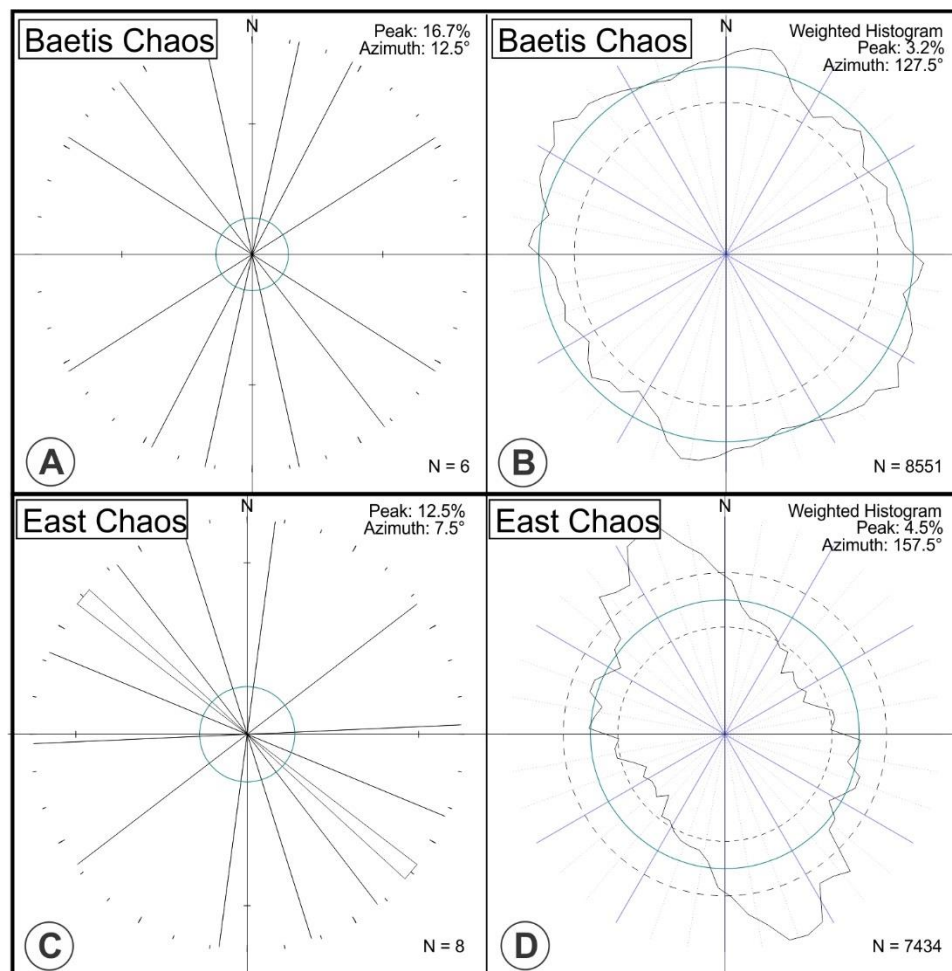 Baetis Chaos
N
Peak: 16.7%
Azimuth: 12.5°
A
N = 6
Baetis Chaos
N
Weighted Histogram
Peak: 3.2%
Azimuth: 127.5°
B
N = 8551
East Chaos
N
Peak: 12.5%
Azimuth: 7.5°
C
N = 8
East Chaos
N
Weighted Histogram
Peak: 4.5%
Azimuth: 157.5°
D
N = 7434